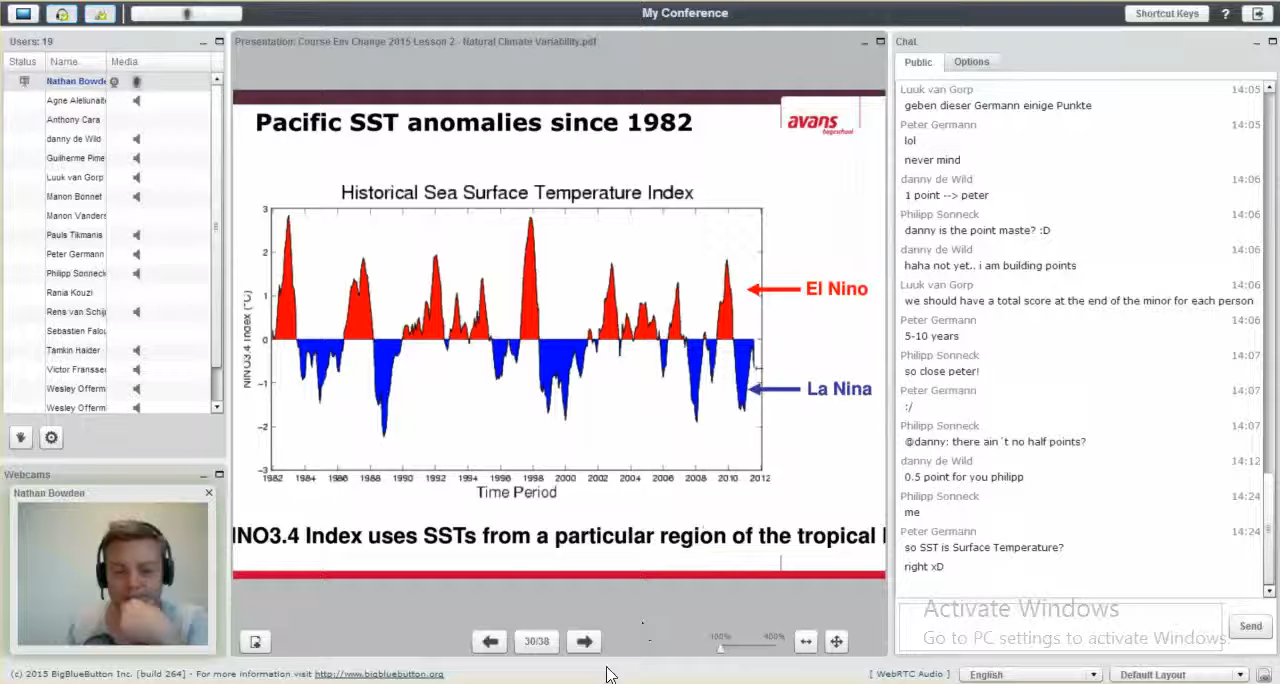 My Conference
Shortcut Keys
?
Users: 19
Status Name Media
Nathan Bowde
Agne Aleliunait
Anthony Cara
danny de Wild
Guilherme Pime
Luuk van Gorp
Manon Bonnet
Manon Vanders
Pauls Tikmanis
Peter Germann
Philipp Sonneck
Rania Kouzi
Rens van Schij
Sebastien Falou
Tamkin Haider
Victor Franssen
Wesley Offerm
Wesley Offerm
Webcams
Nathan Bowden
Presentation: Course Env Change 2015 Lesson 2 - Natural Climate Variability.pdf
Pacific SST anomalies since 1982
avans
hogeschool
Historical Sea Surface Temperature Index
NINO3.4 Index (°C)
3
2
1
0
−1
−2
−3
El Nino
La Nina
1982 1984 1986 1988 1990 1992 1994 1996 1998 2000 2002 2004 2006 2008 2010 2012
Time Period
INO3.4 Index uses SSTs from a particular region of the tropical
30/38
100% 400%
Chat
Public Options
Luuk van Gorp 14:05
geben dieser Germann einige Punkte
Peter Germann 14:05
lol
never mind
danny de Wild 14:06
1 point --> peter
Philipp Sonneck 14:06
danny is the point maste? :D
danny de Wild 14:06
haha not yet.. i am building points
Luuk van Gorp 14:06
we should have a total score at the end of the minor for each person
Peter Germann 14:06
5-10 years
Philipp Sonneck 14:07
so close peter!
Peter Germann 14:07
:/
Philipp Sonneck 14:07
@danny: there ain´t no half points?
danny de Wild 14:12
0.5 point for you philipp
Philipp Sonneck 14:24
me
Peter Germann 14:24
so SST is Surface Temperature?
right xD
Activate Windows
Go to PC settings to activate Windows.
Send
(c) 2015 BigBlueButton Inc. [build 264] - For more information visit http://www.bigbluebutton.org
[ WebRTC Audio ] English Default Layout